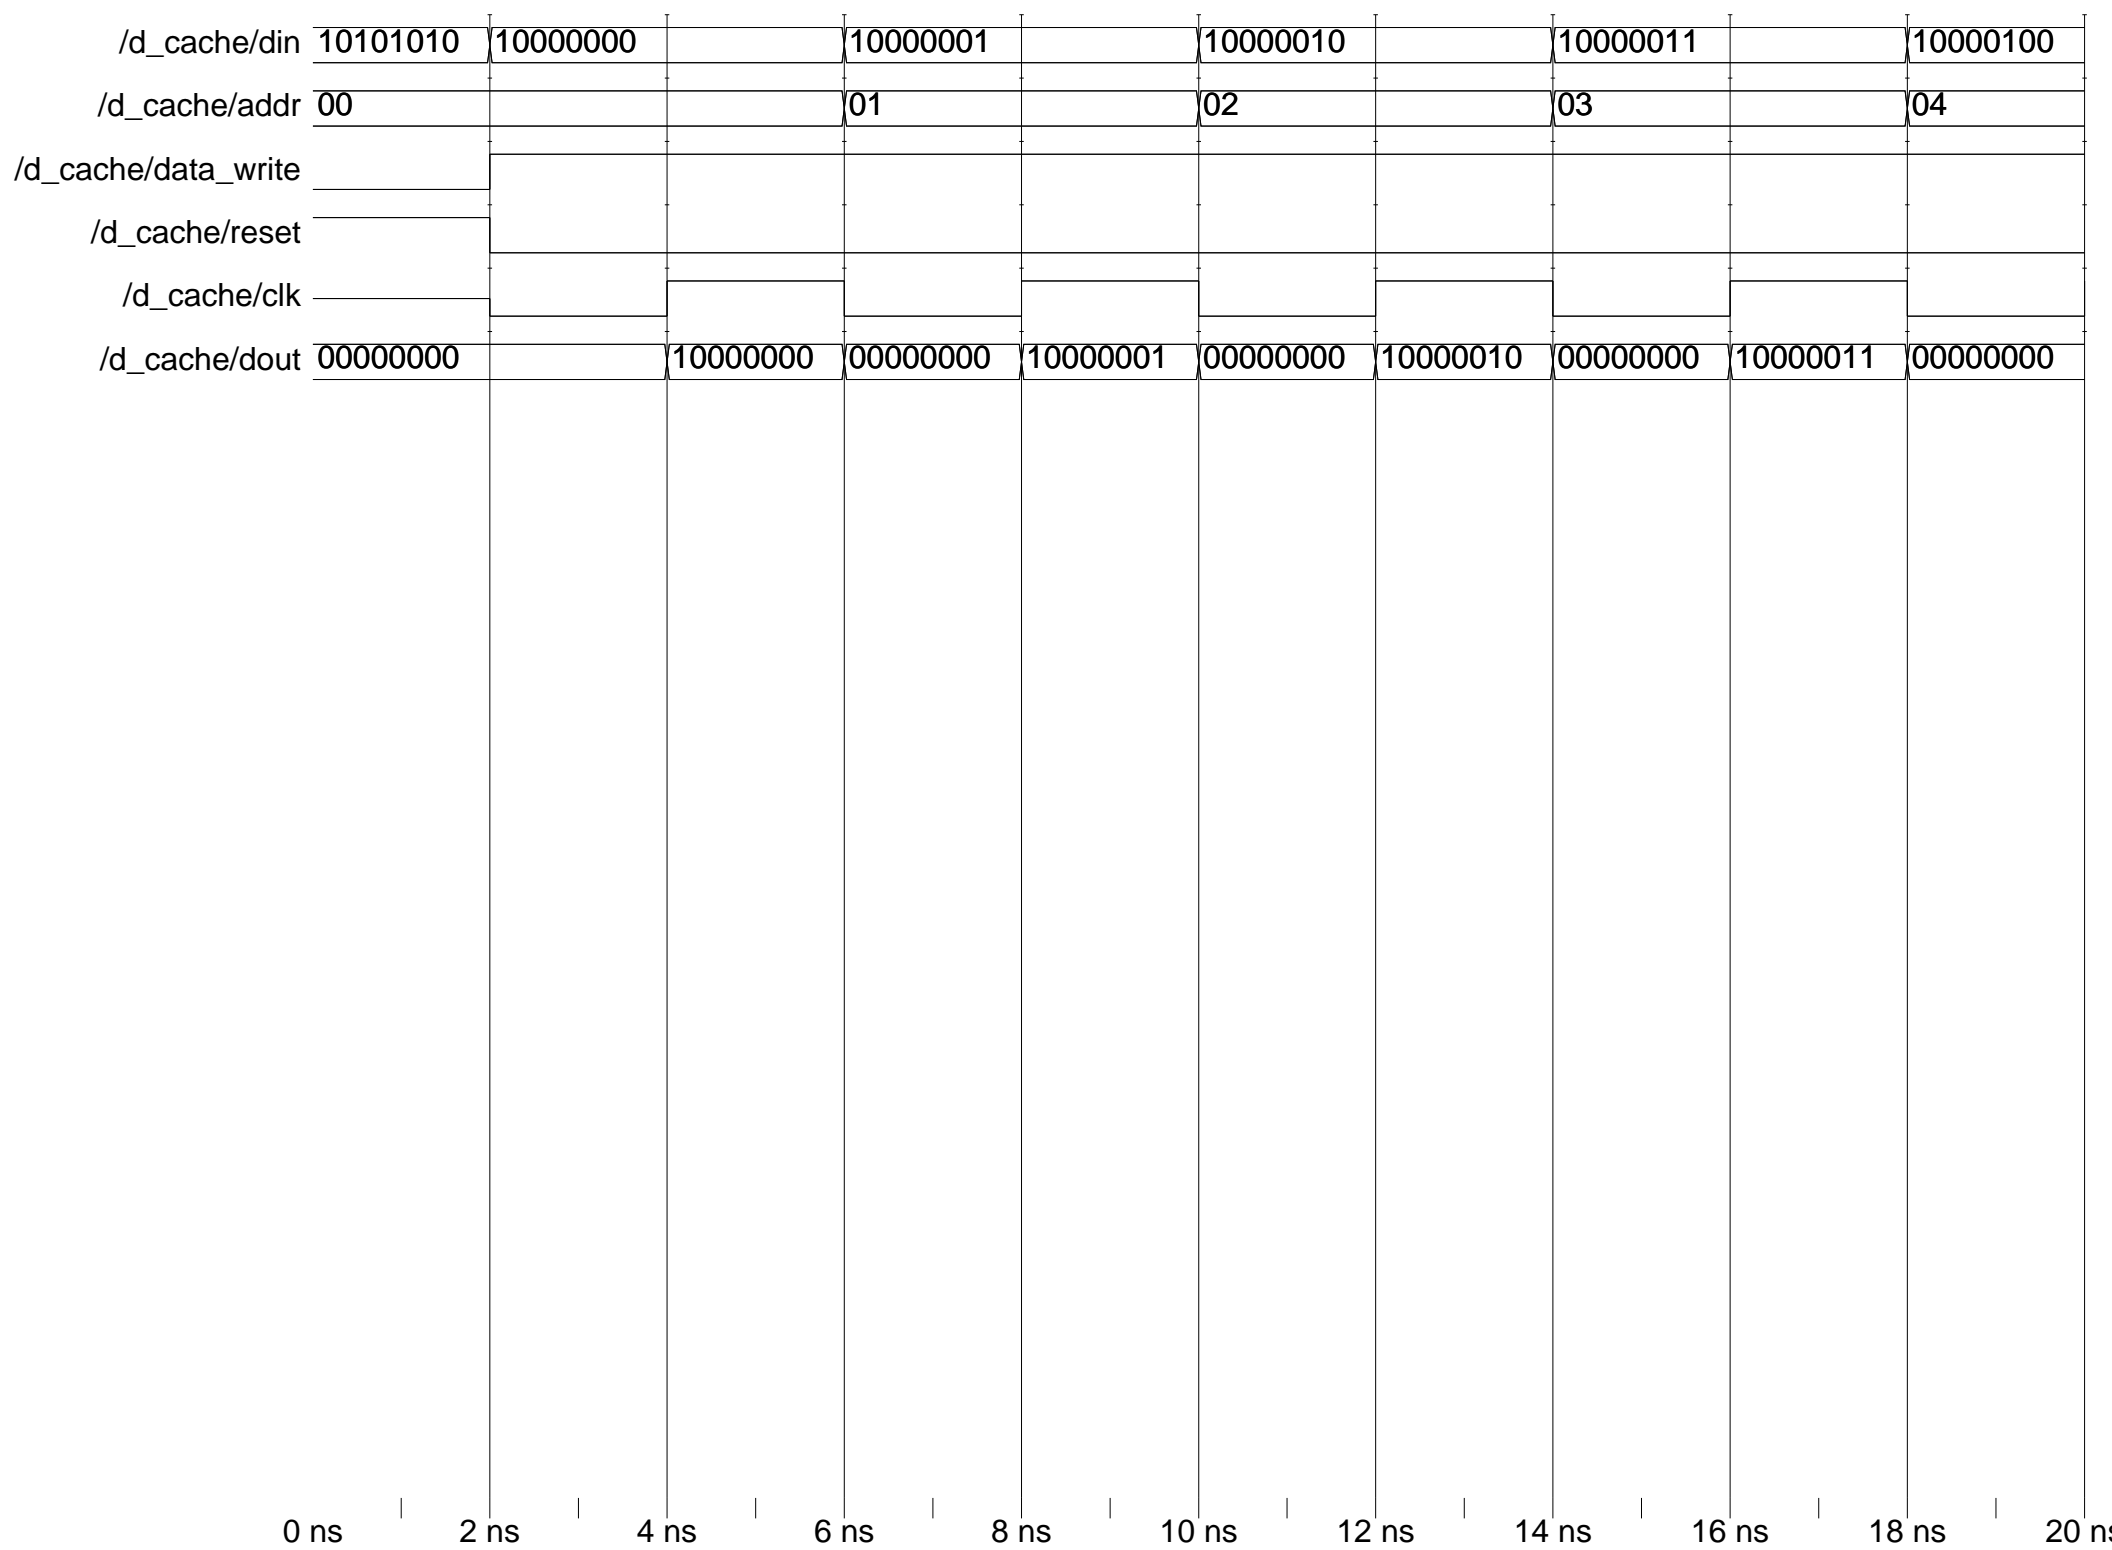 /d_cache/din 10101010 10000000 10000001 10000010 10000011 10000100
/d_cache/addr 00 01 02 03 04
/d_cache/data_write
/d_cache/reset
/d_cache/clk
/d_cache/dout 00000000 10000000 00000000 10000001 00000000 10000010 00000000 10000011 00000000
0 ns 2 ns 4 ns 6 ns 8 ns 10 ns 12 ns 14 ns 16 ns 18 ns 20 ns